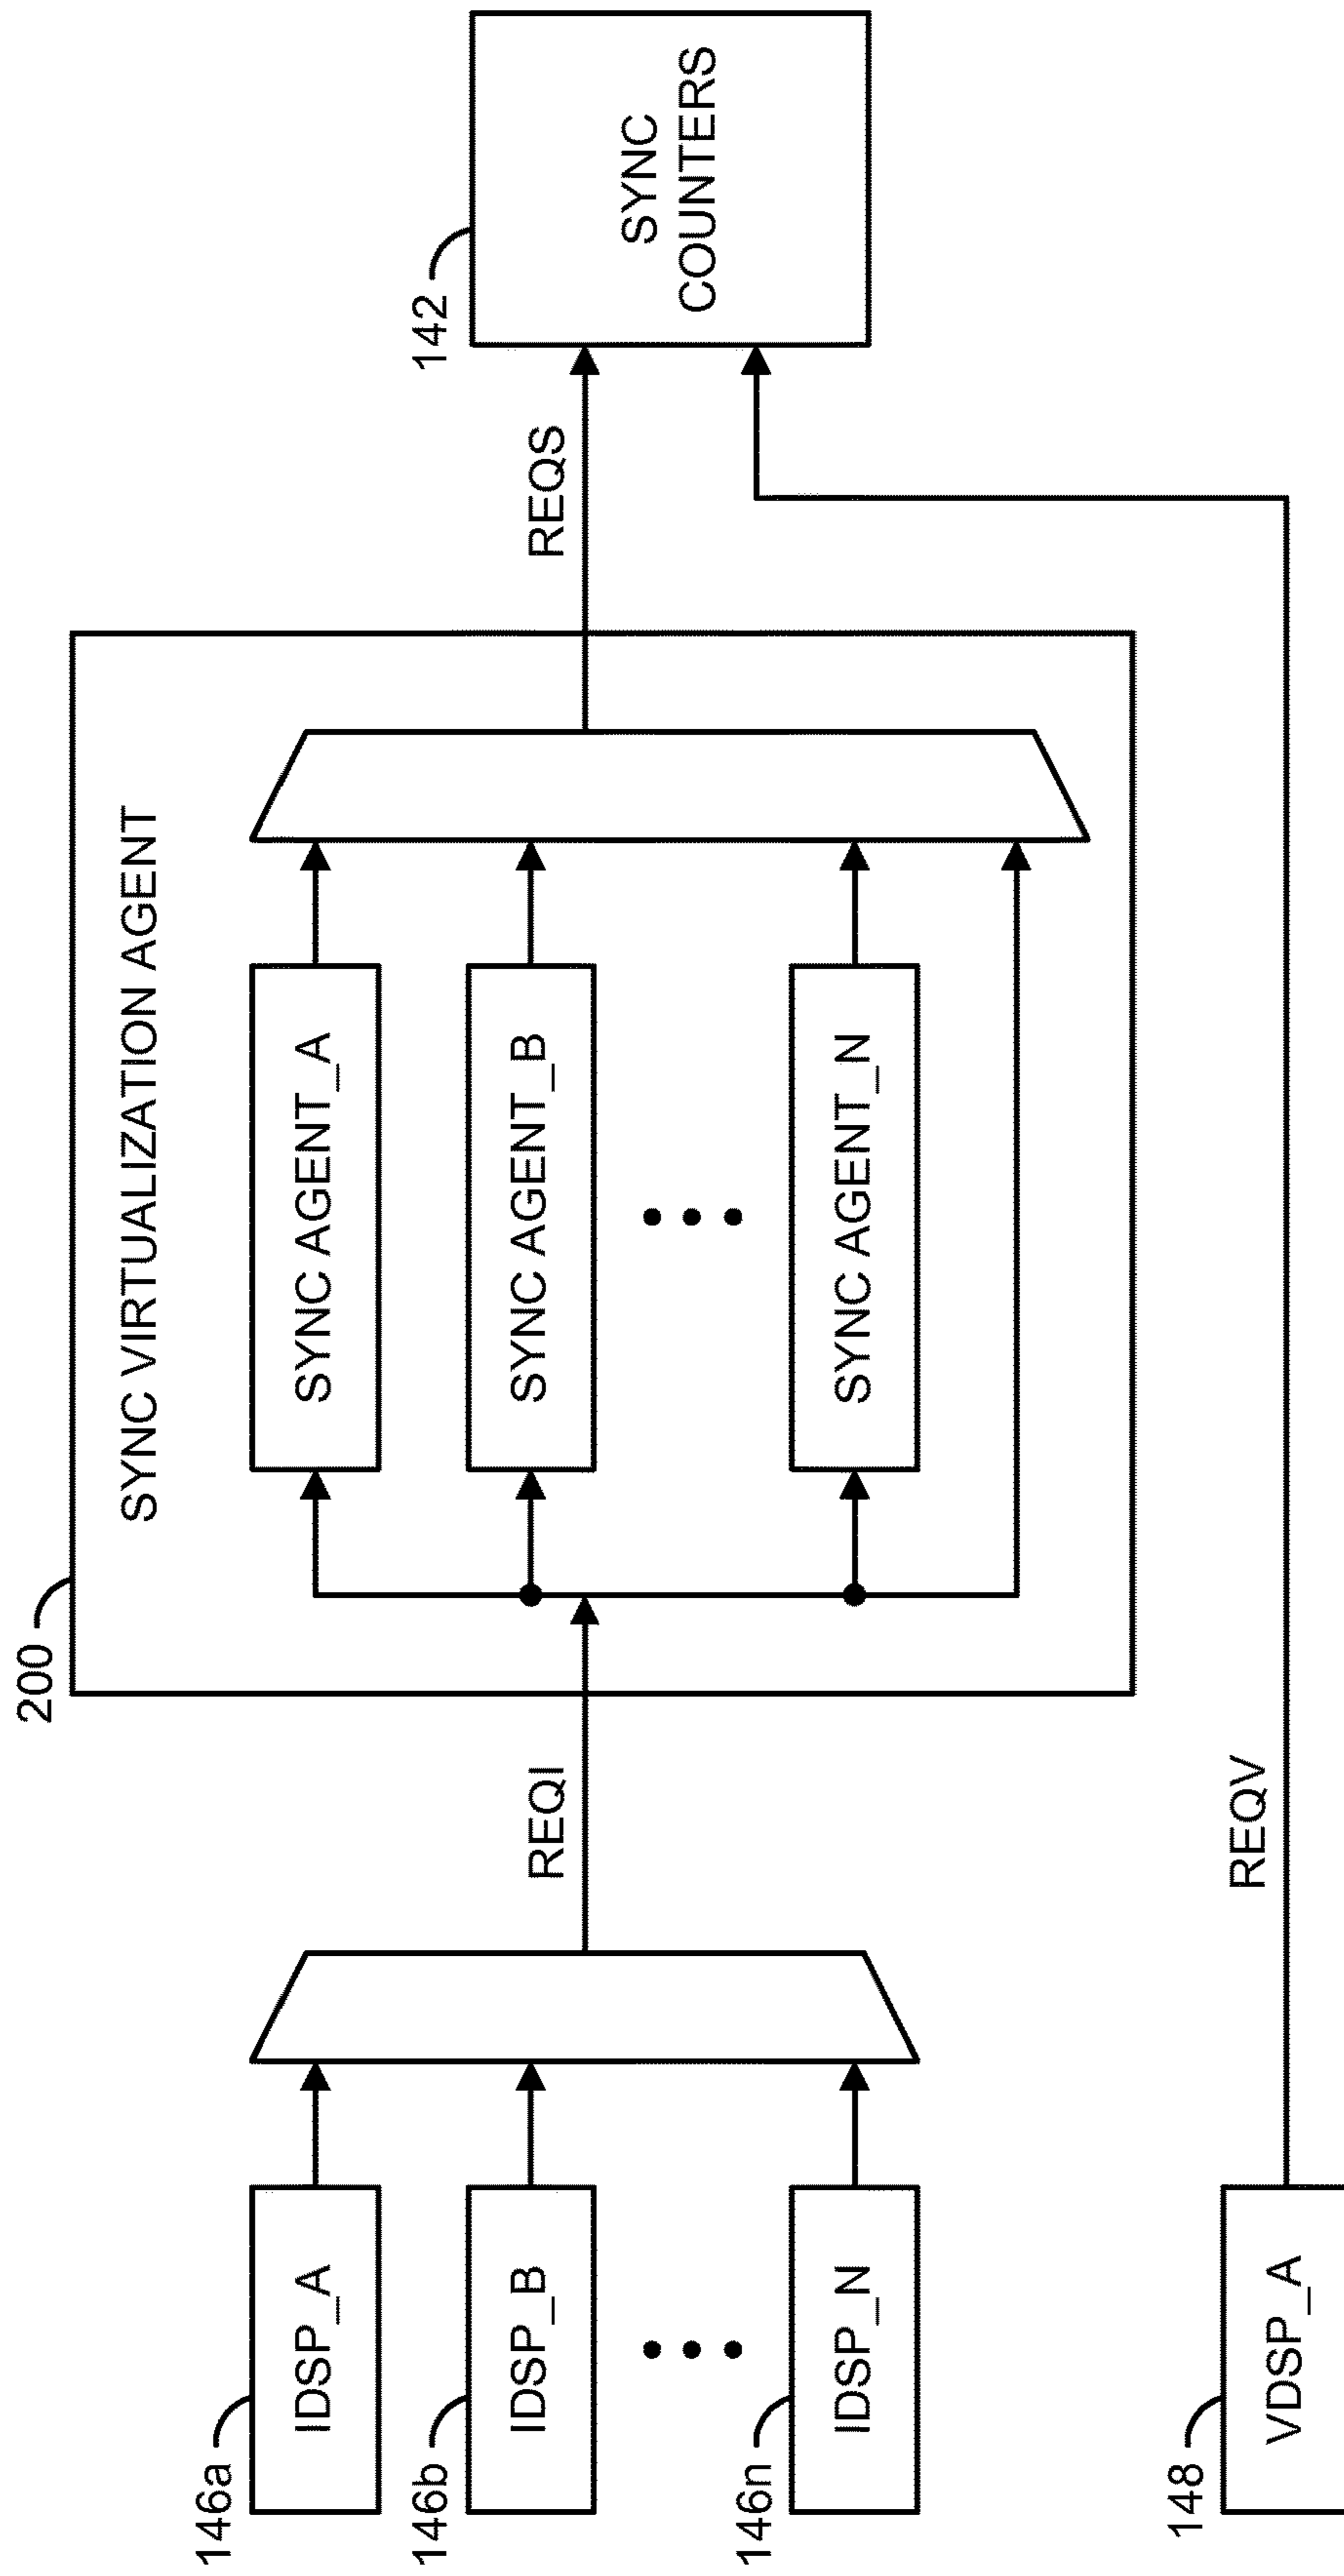 146a
IDSP_A
146b
IDSP_B
146n
IDSP_N
148
VDSP_A
REQI
REQV
200
SYNC VIRTUALIZATION AGENT
SYNC AGENT_A
SYNC AGENT_B
SYNC AGENT_N
REQS
142
SYNC
COUNTERS